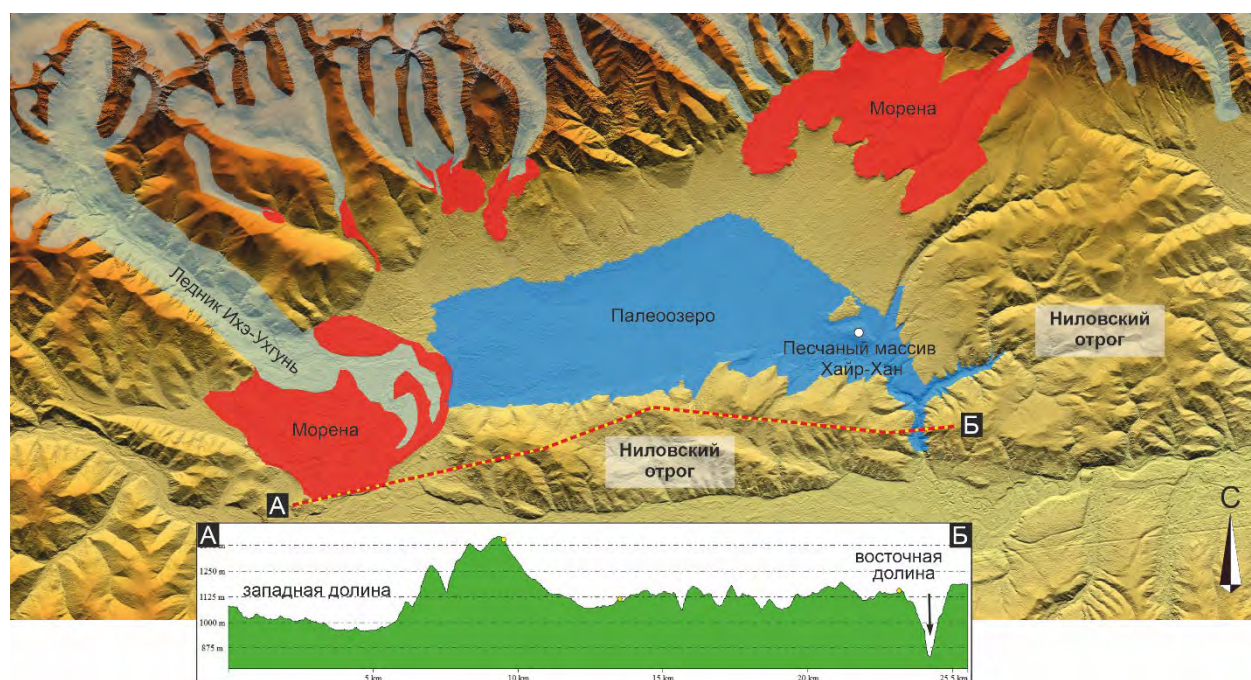 Морена
Ледник Ихэ-Ухгунь
Палеоозеро
Ниловский
отрог
Песчаный массив
Хайр-Хан
Морена
Ниловский
отрог
А
Б
С
А
Б
1250 m
1125 m
1000 m
875 m
западная долина
восточная
долина
5 km
10 km
15 km
20 km
25.5 km